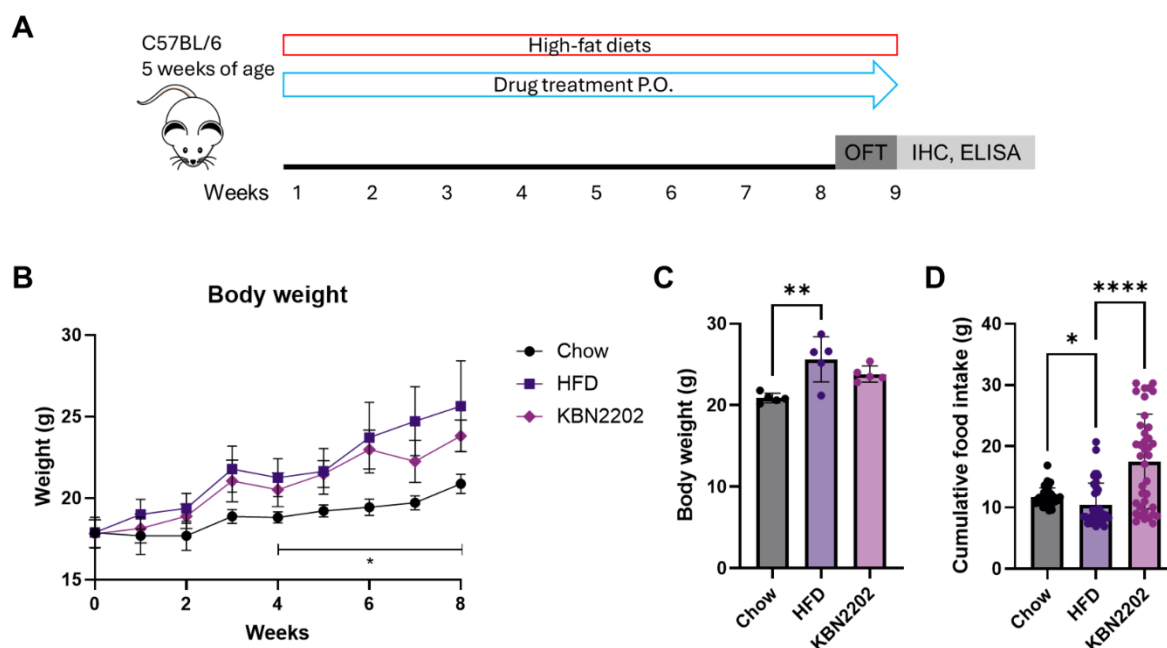 A
C57BL/6
5 weeks of age
High-fat diets
Drug treatment P.O.
OFT
IHC, ELISA
Weeks
1 2 3 4 5 6 7 8 9
B
Body weight
Weight (g)
30
25
20
15
0 2 4 6 8
Weeks
*
Chow
HFD
KBN2202
C
**
Body weight (g)
30
20
10
0
Chow
HFD
KBN2202
D
****
*
Cumulative food intake (g)
40
30
20
10
0
Chow
HFD
KBN2202